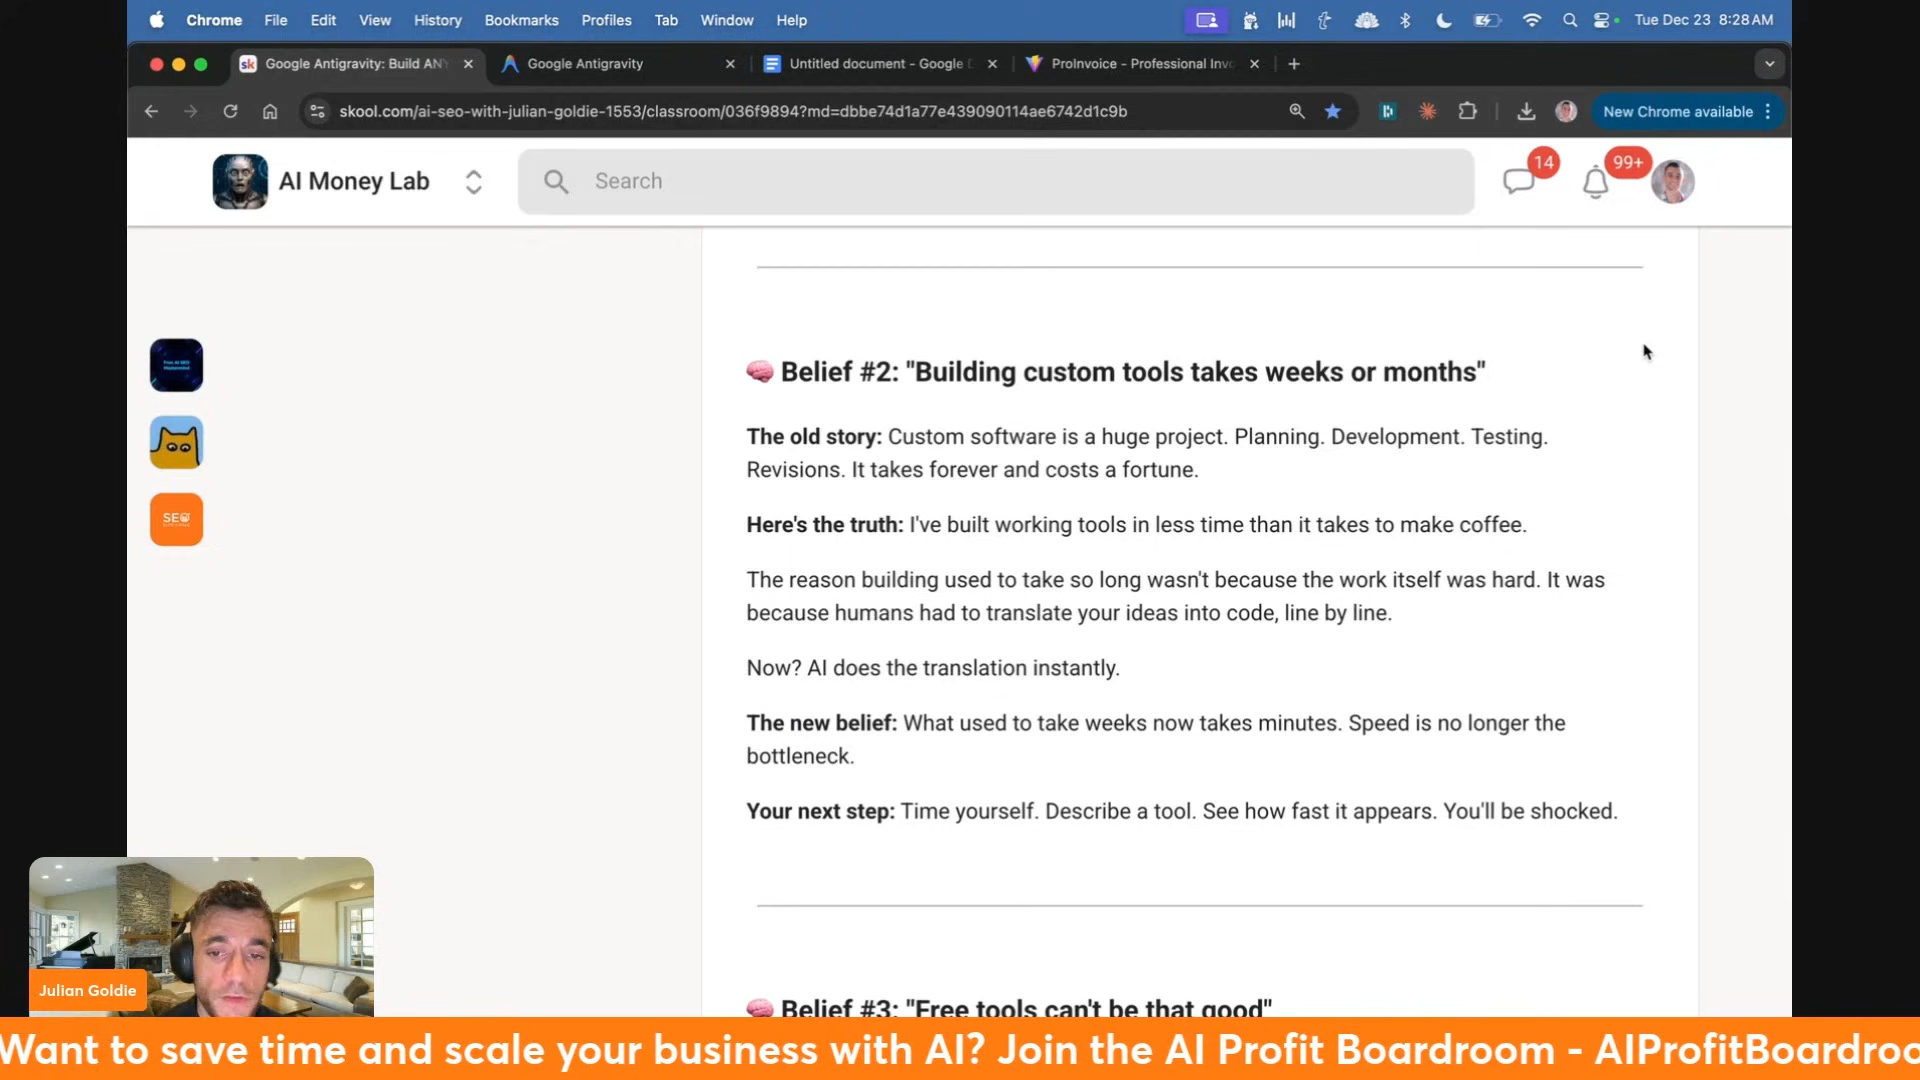 Chrome File Edit View History Bookmarks Profiles Tab Window Help Tue Dec 23 8:28 AM
sk Google Antigravity: Build AN Google Antigravity Untitled document - Google ProInvoice - Professional Inv
skool.com/ai-seo-with-julian-goldie-1553/classroom/036f9894?md=dbbe74d1a77e439090114ae6742d1c9b New Chrome available
AI Money Lab Search 14 99+
🧠 Belief #2: "Building custom tools takes weeks or months"
The old story: Custom software is a huge project. Planning. Development. Testing.
Revisions. It takes forever and costs a fortune.
Here's the truth: I've built working tools in less time than it takes to make coffee.
The reason building used to take so long wasn't because the work itself was hard. It was
because humans had to translate your ideas into code, line by line.
Now? AI does the translation instantly.
The new belief: What used to take weeks now takes minutes. Speed is no longer the
bottleneck.
Your next step: Time yourself. Describe a tool. See how fast it appears. You'll be shocked.
🧠 Belief #3: "Free tools can't be that good"
SEO
Julian Goldie
Want to save time and scale your business with AI? Join the AI Profit Boardroom - AIProfitBoardroo